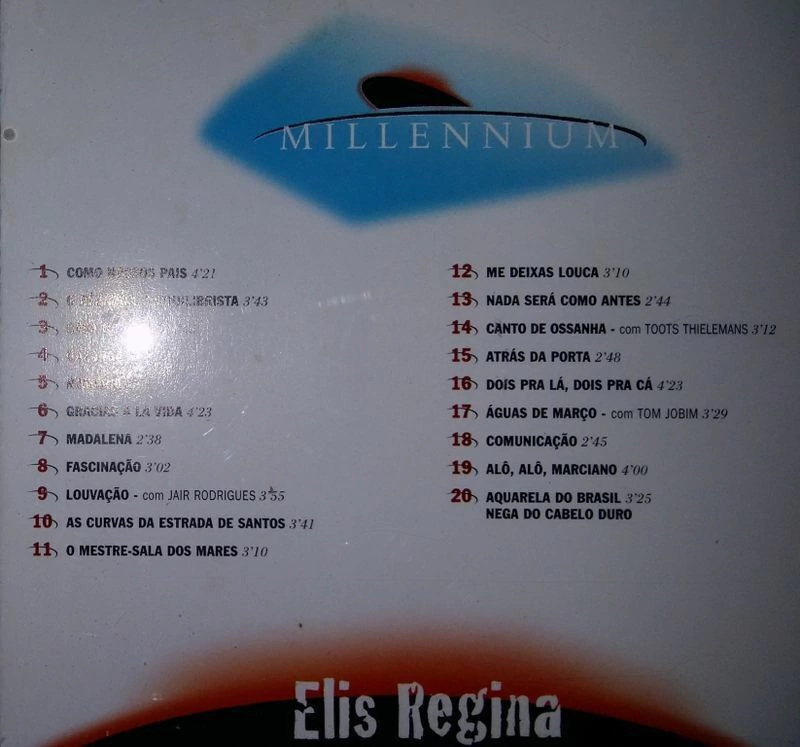 MILLENNIUM
1 COMO NOSSOS PAIS 4'21
2 EQUILIBRISTA 3'43
3
4
5
6 GRACIAS A LA VIDA 4'23
7 MADALENA 2'38
8 FASCINAÇÃO 3'02
9 LOUVAÇÃO - com JAIR RODRIGUES 3'55
10 AS CURVAS DA ESTRADA DE SANTOS 3'41
11 O MESTRE-SALA DOS MARES 3'10
12 ME DEIXAS LOUCA 3'10
13 NADA SERÁ COMO ANTES 2'44
14 CANTO DE OSSANHA - com TOOTS THIELEMANS 3'12
15 ATRÁS DA PORTA 2'48
16 DOIS PRA LÁ, DOIS PRA CÁ 4'23
17 ÁGUAS DE MARÇO - com TOM JOBIM 3'29
18 COMUNICAÇÃO 2'45
19 ALÔ, ALÔ, MARCIANO 4'00
20 AQUARELA DO BRASIL 3'25
NEGA DO CABELO DURO
Elis Regina